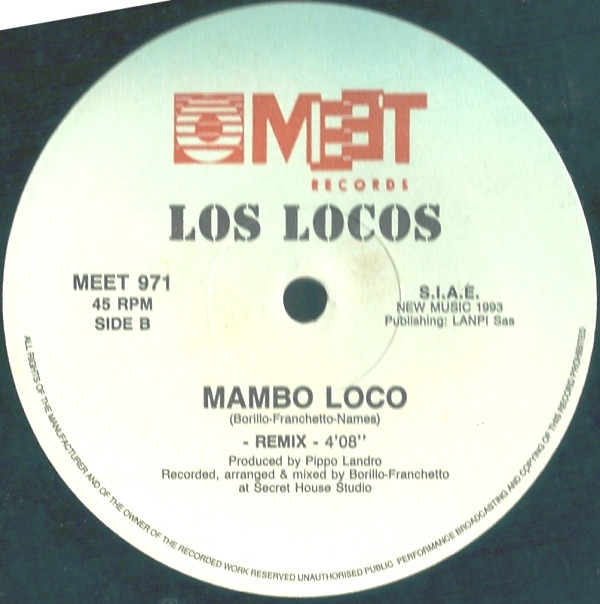 MEET
RECORDS
LOS LOCOS
MEET 971
45 RPM
SIDE B
S.I.A.E.
NEW MUSIC 1993
Publishing: LANPI Sas
MAMBO LOCO
(Borillo-Franchetto-Names)
- REMIX - 4'08"
Produced by Pippo Landro
Recorded, arranged & mixed by Borillo-Franchetto
at Secret House Studio
ALL RIGHTS OF THE MANUFACTURER AND OF THE OWNER OF THE RECORDED WORK RESERVED UNAUTHORISED PUBLIC PERFORMANCE BROADCASTING AND COPYING OF THIS RECORD PROHIBITED